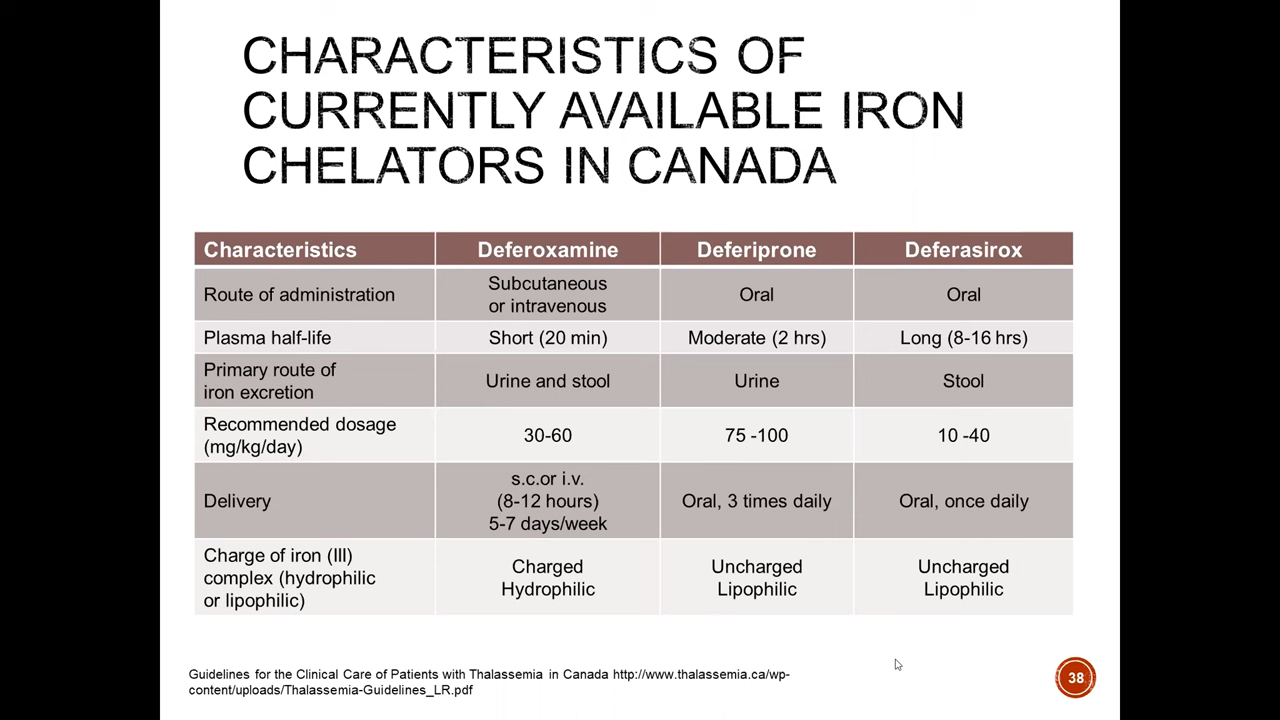 CHARACTERISTICS OF
CURRENTLY AVAILABLE IRON
CHELATORS IN CANADA
Characteristics Deferoxamine Deferiprone Deferasirox
Route of administration
Subcutaneous
or intravenous
Oral
Oral
Plasma half-life Short (20 min) Moderate (2 hrs) Long (8-16 hrs)
Primary route of
iron excretion
Urine and stool
Urine
Stool
Recommended dosage
(mg/kg/day)
30-60
75 -100
10 -40
Delivery
s.c.or i.v.
(8-12 hours)
5-7 days/week
Oral, 3 times daily
Oral, once daily
Charge of iron (III)
complex (hydrophilic
or lipophilic)
Charged
Hydrophilic
Uncharged
Lipophilic
Uncharged
Lipophilic
Guidelines for the Clinical Care of Patients with Thalassemia in Canada http://www.thalassemia.ca/wp-
content/uploads/Thalassemia-Guidelines_LR.pdf
38